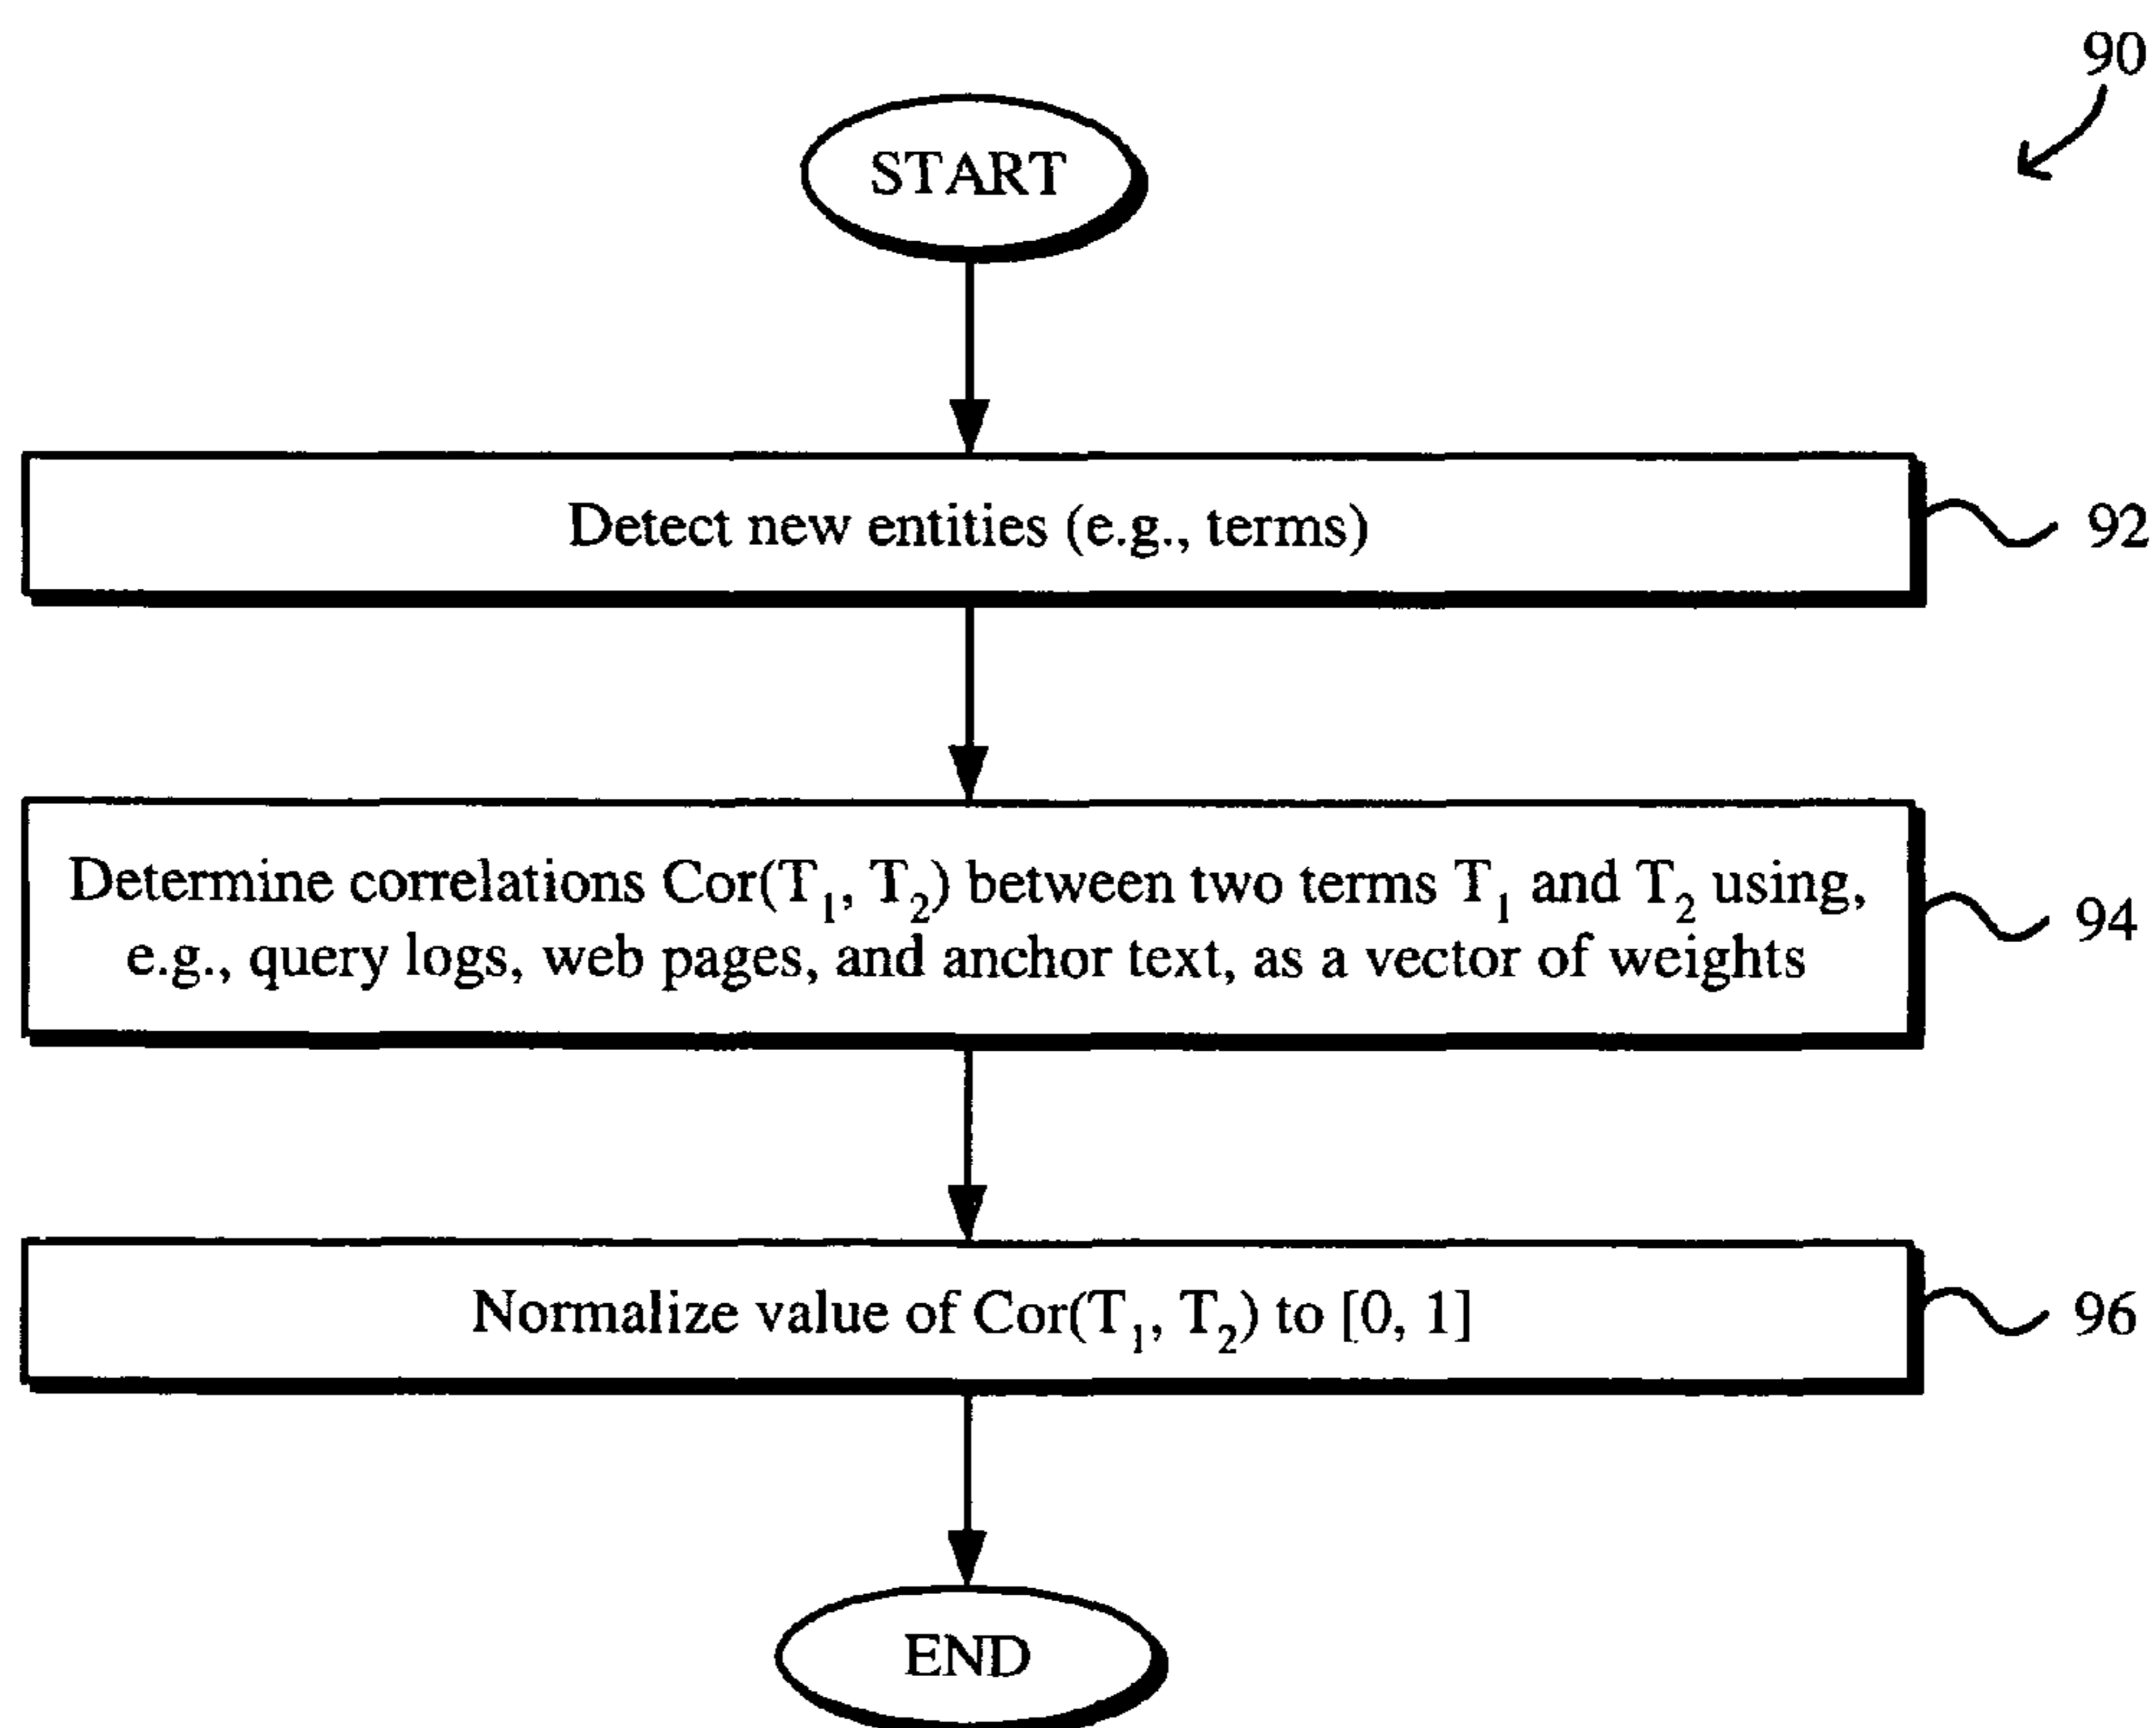 90
START
Detect new entities (e.g., terms)
92
Determine correlations Cor(T₁, T₂) between two terms T₁ and T₂ using,
e.g., query logs, web pages, and anchor text, as a vector of weights
94
Normalize value of Cor(T₁, T₂) to [0, 1]
96
END